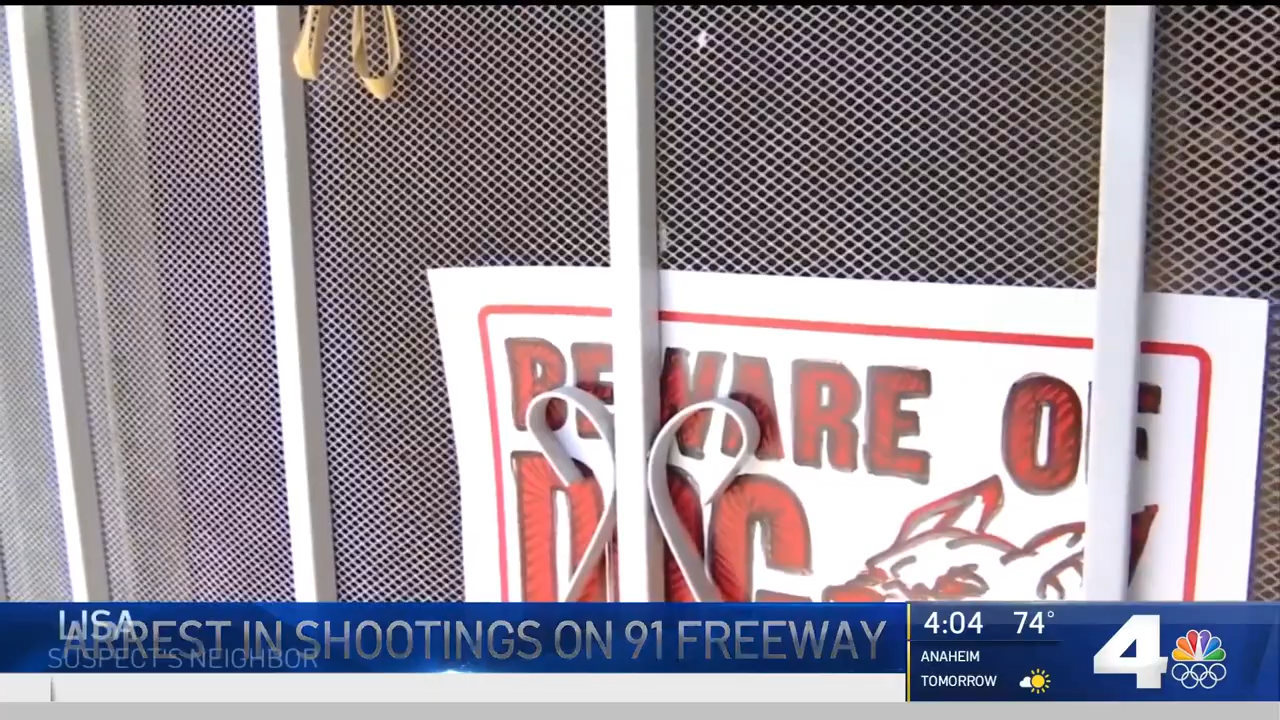 BEWARE OF
DOG
LISA
SUSPECT'S NEIGHBOR
ARREST IN SHOOTINGS ON 91 FREEWAY
4:04 74°
ANAHEIM
TOMORROW
4